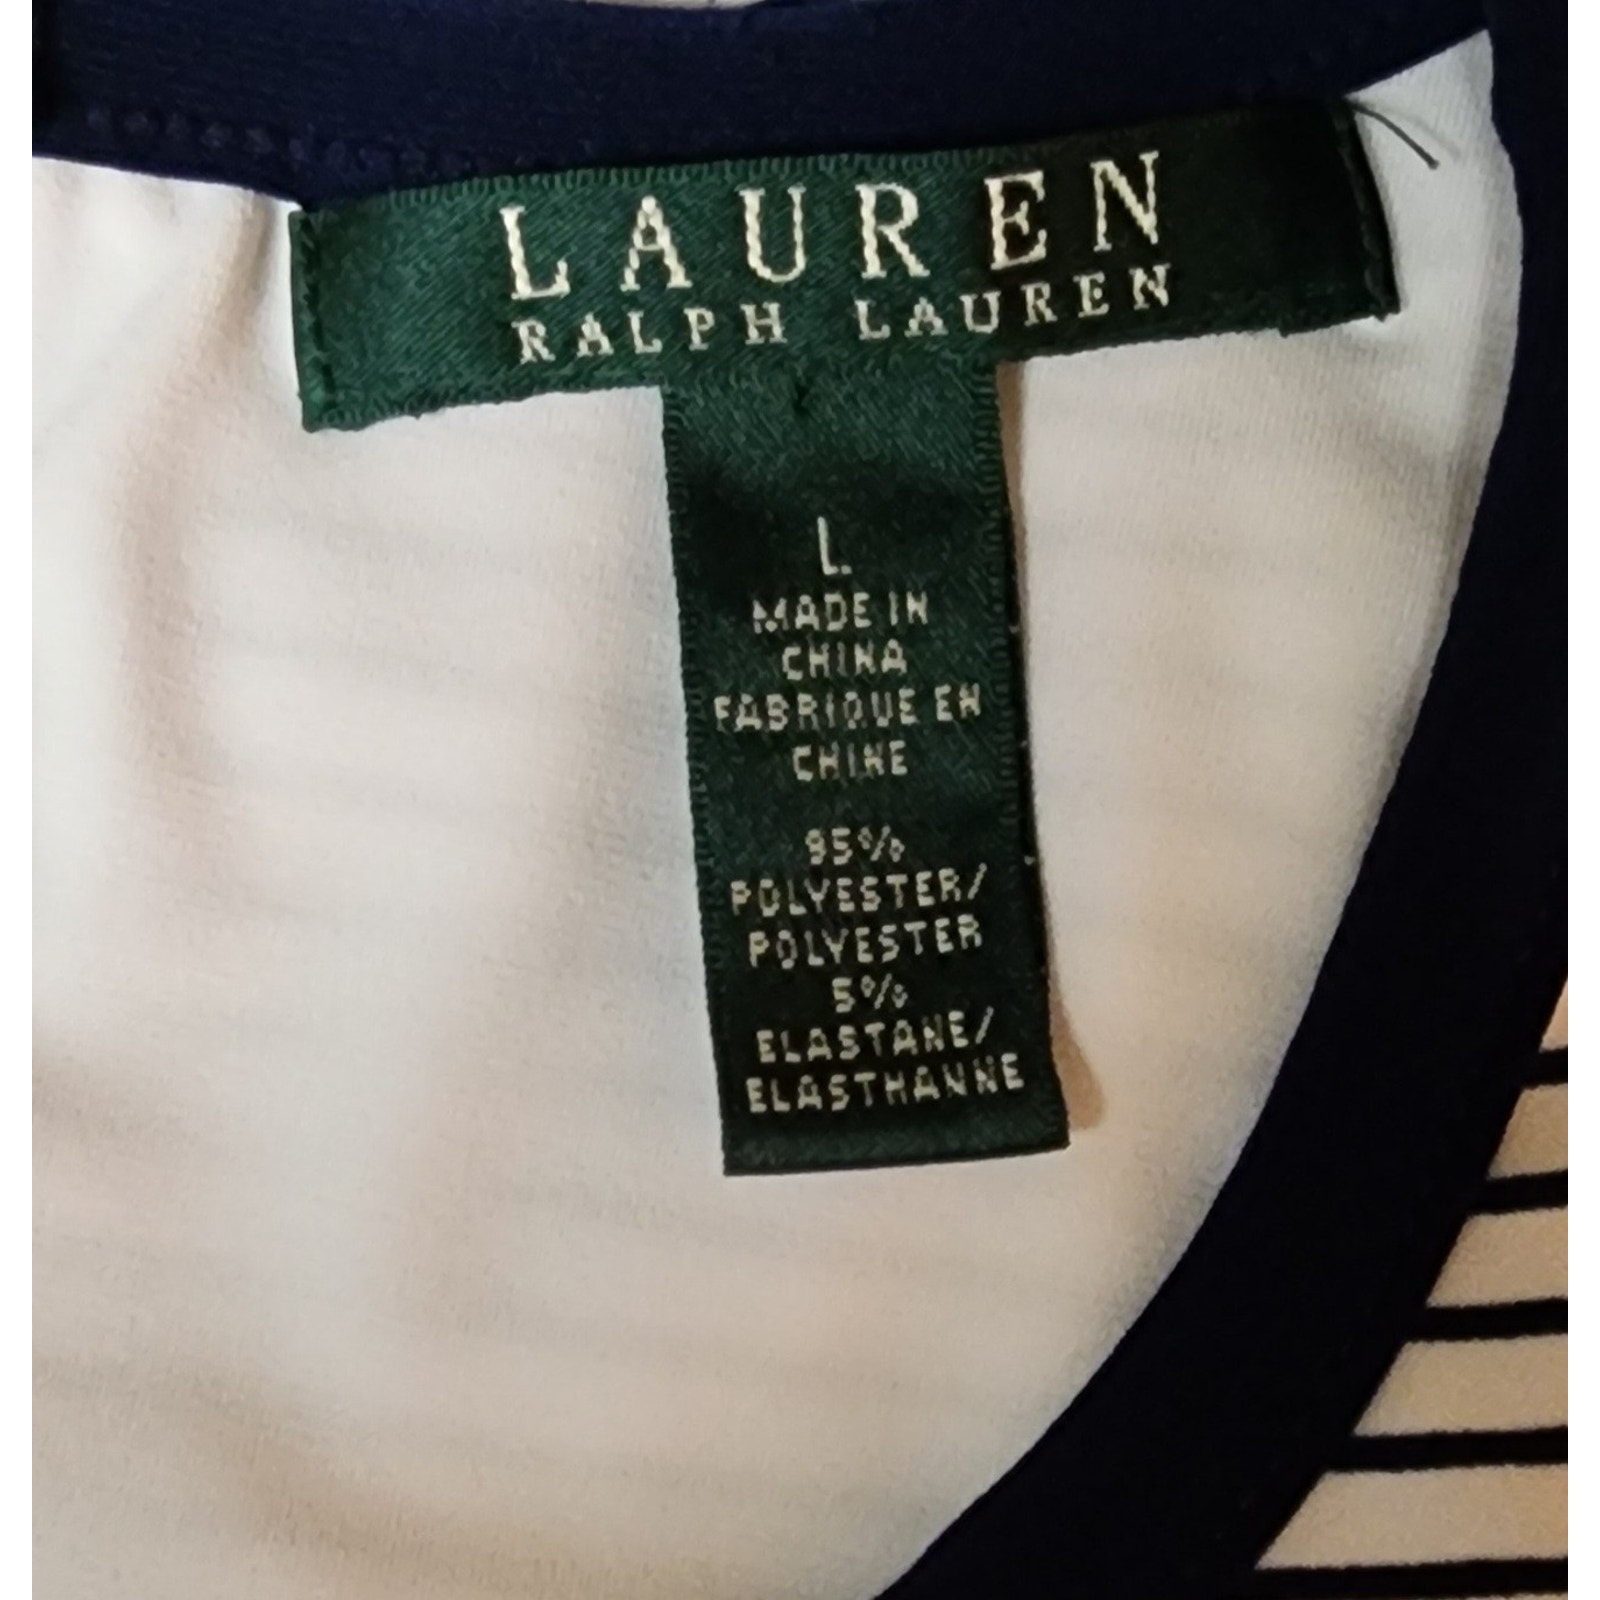 LAUREN
RALPH LAUREN
L
MADE IN
CHINA
FABRIQUE EN
CHINE
95%
POLYESTER/
POLYESTER
5%
ELASTANE/
ELASTHANNE